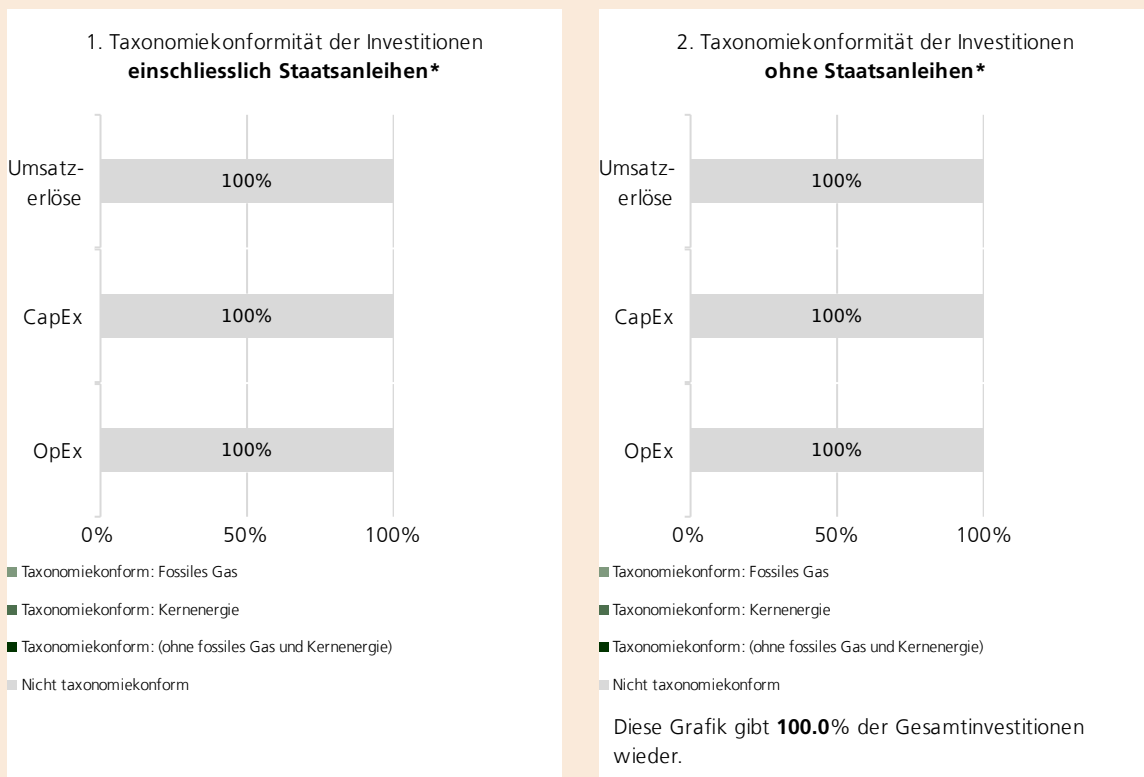 1. Taxonomiekonformität der Investitionen
einschliesslich Staatsanleihen*
Umsatz-
erlöse
100%
CapEx
100%
OpEx
100%
0% 50% 100%
Taxonomiekonform: Fossiles Gas
Taxonomiekonform: Kernenergie
Taxonomiekonform: (ohne fossiles Gas und Kernenergie)
Nicht taxonomiekonform
2. Taxonomiekonformität der Investitionen
ohne Staatsanleihen*
Umsatz-
erlöse
100%
CapEx
100%
OpEx
100%
0% 50% 100%
Taxonomiekonform: Fossiles Gas
Taxonomiekonform: Kernenergie
Taxonomiekonform: (ohne fossiles Gas und Kernenergie)
Nicht taxonomiekonform
Diese Grafik gibt 100.0% der Gesamtinvestitionen
wieder.